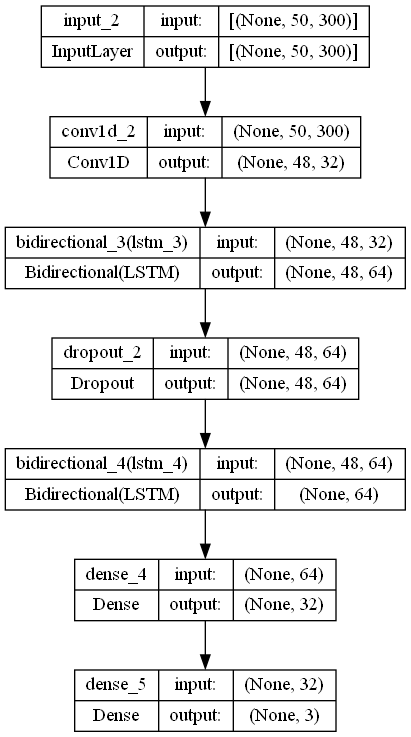 input_2 input: [(None, 50, 300)]
InputLayer output: [(None, 50, 300)]
conv1d_2 input: (None, 50, 300)
Conv1D output: (None, 48, 32)
bidirectional_3(lstm_3) input: (None, 48, 32)
Bidirectional(LSTM) output: (None, 48, 64)
dropout_2 input: (None, 48, 64)
Dropout output: (None, 48, 64)
bidirectional_4(lstm_4) input: (None, 48, 64)
Bidirectional(LSTM) output: (None, 64)
dense_4 input: (None, 64)
Dense output: (None, 32)
dense_5 input: (None, 32)
Dense output: (None, 3)